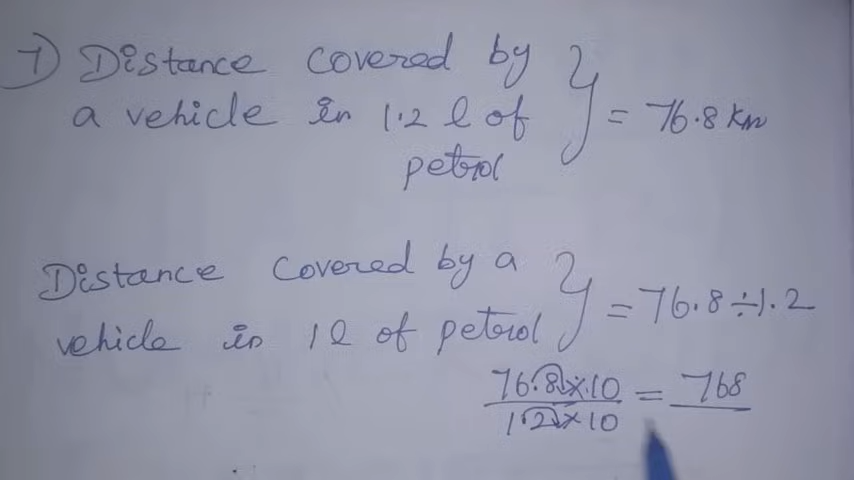 7) Distance covered by
a vehicle in 1.2 l of } = 76.8 km
petrol
Distance covered by a
vehicle in 1 l of petrol } = 76.8 ÷ 1.2
76.8 × 10 = 768
1.2 × 10